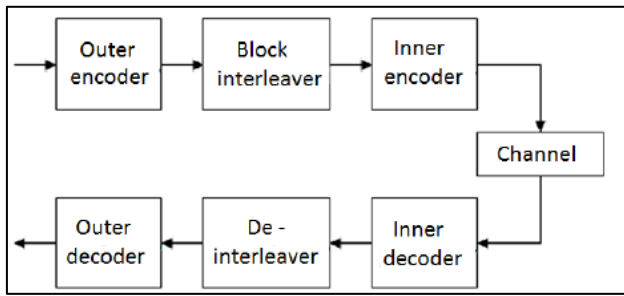 Outer
encoder
Block
interleaver
Inner
encoder
Channel
Outer
decoder
De -
interleaver
Inner
decoder